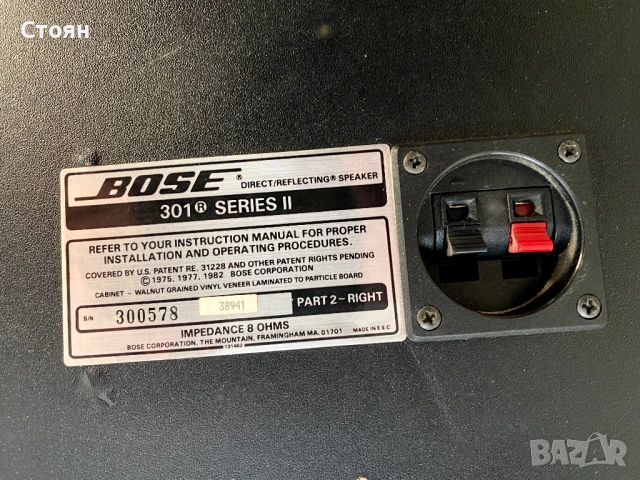 Стоян
BOSE® DIRECT/REFLECTING® SPEAKER
301® SERIES II
REFER TO YOUR INSTRUCTION MANUAL FOR PROPER
INSTALLATION AND OPERATING PROCEDURES.
COVERED BY U.S. PATENT RE. 31228 AND OTHER PATENT RIGHTS PENDING
©1975, 1977, 1982 BOSE CORPORATION
CABINET - WALNUT GRAINED VINYL VENEER LAMINATED TO PARTICLE BOARD
S/N 300578 38941 PART 2-RIGHT
IMPEDANCE 8 OHMS
BOSE CORPORATION, THE MOUNTAIN, FRAMINGHAM MA. 01701 MADE IN E.E.C
131462
BAZAR